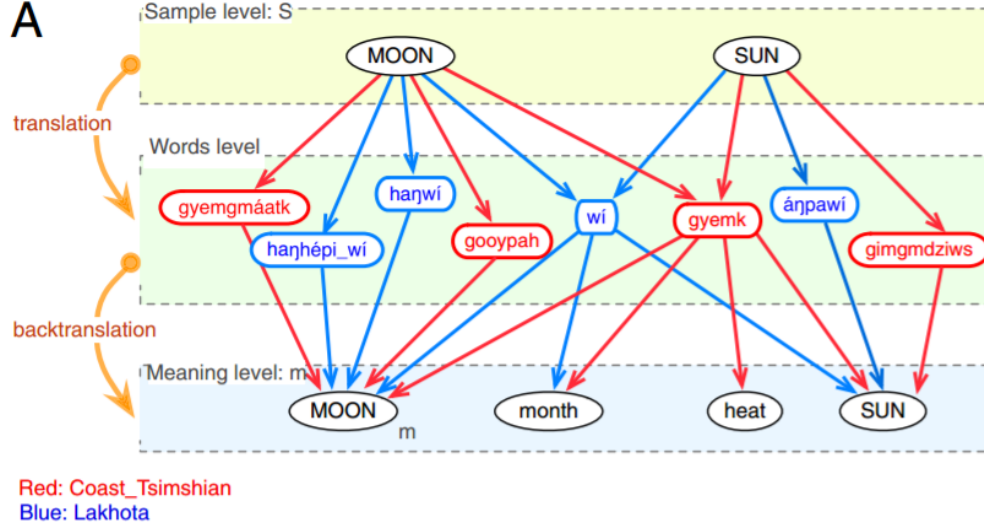 A
Sample level: S
MOON
SUN
translation
Words level
gyemgmáatk
haŋwí
haŋhépi_wí
gooypah
wí
gyemk
áŋpawí
gimgmdziws
backtranslation
Meaning level: m
MOON
month
heat
SUN
m
Red: Coast_Tsimshian
Blue: Lakhota